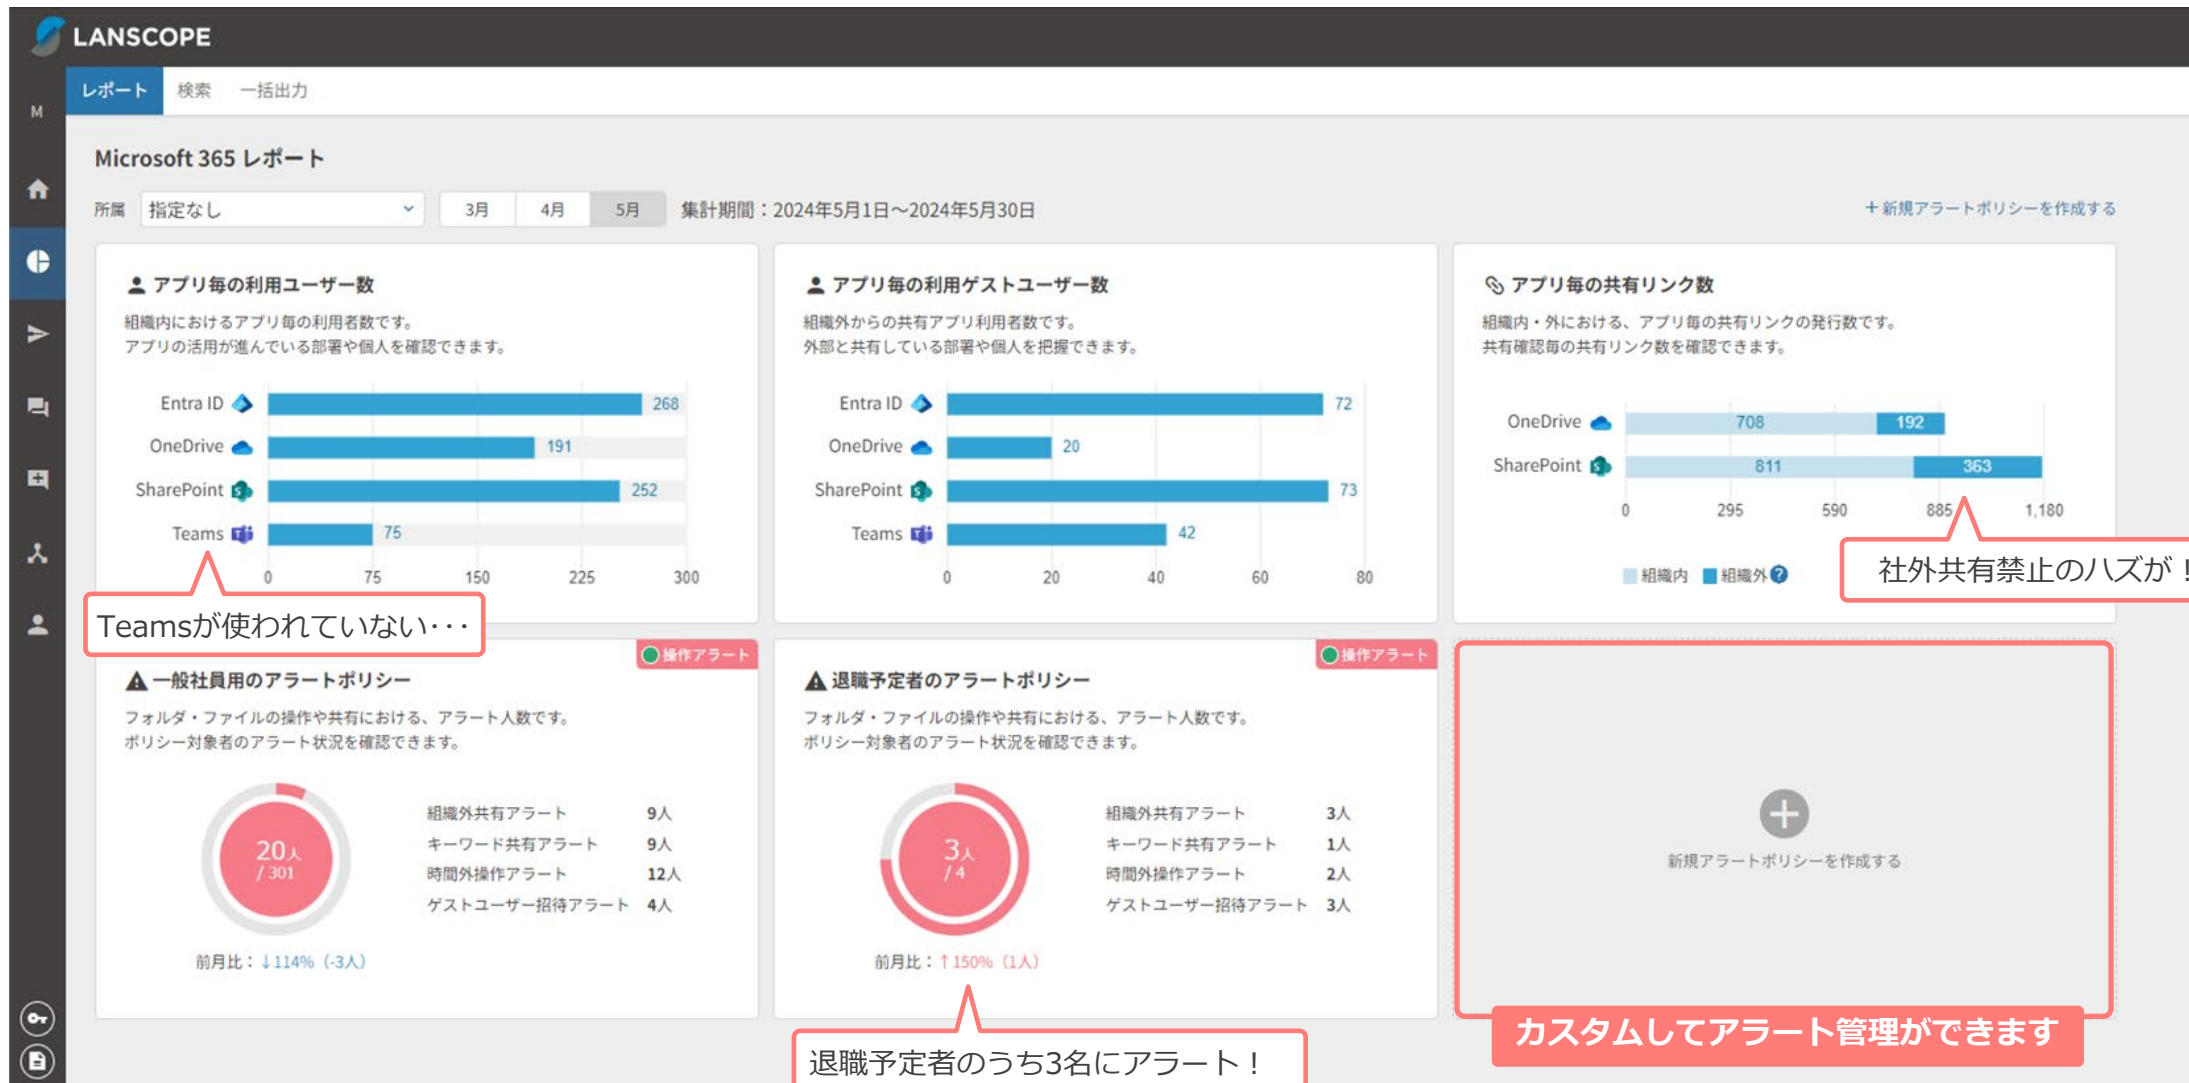 LANSCOPE
レポート 検索 一括出力
M
Microsoft 365 レポート
所属 指定なし 3月 4月 5月 集計期間：2024年5月1日～2024年5月30日
＋新規アラートポリシーを作成する
アプリ毎の利用ユーザー数
組織内におけるアプリ毎の利用者数です。
アプリの活用が進んでいる部署や個人を確認できます。
Entra ID 268
OneDrive 191
SharePoint 252
Teams 75
0 75 150 225 300
Teamsが使われていない･･･
アプリ毎の利用ゲストユーザー数
組織外からの共有アプリ利用者数です。
外部と共有している部署や個人を把握できます。
Entra ID 72
OneDrive 20
SharePoint 73
Teams 42
0 20 40 60 80
アプリ毎の共有リンク数
組織内・外における、アプリ毎の共有リンクの発行数です。
共有確認毎の共有リンク数を確認できます。
OneDrive 708 192
SharePoint 811 363
0 295 590 885 1,180
組織内 組織外 ?
社外共有禁止のハズが！
操作アラート
一般社員用のアラートポリシー
フォルダ・ファイルの操作や共有における、アラート人数です。
ポリシー対象者のアラート状況を確認できます。
20人
/ 301
組織外共有アラート 9人
キーワード共有アラート 9人
時間外操作アラート 12人
ゲストユーザー招待アラート 4人
前月比：↓114%（-3人）
操作アラート
退職予定者のアラートポリシー
フォルダ・ファイルの操作や共有における、アラート人数です。
ポリシー対象者のアラート状況を確認できます。
3人
/ 4
組織外共有アラート 3人
キーワード共有アラート 1人
時間外操作アラート 2人
ゲストユーザー招待アラート 3人
前月比：↑150%（1人）
退職予定者のうち3名にアラート！
新規アラートポリシーを作成する
カスタムしてアラート管理ができます